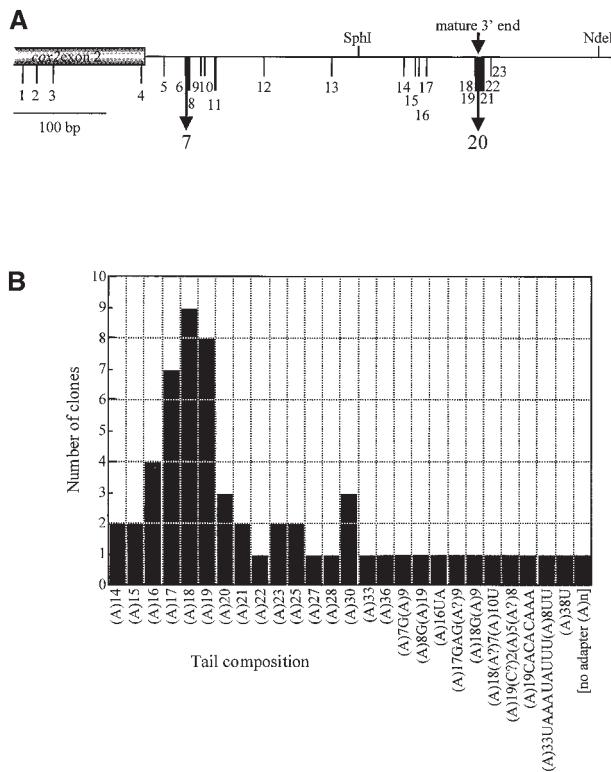 A
mature 3' end
SphI
NdeI
cox2 exon 2
1 2 3 4 5 6 8 9 10 11 12 13 14 15 16 17 18 19 21 22 23
100 bp
7
20
B
Number of clones
10
9
8
7
6
5
4
3
2
1
0
(A)14
(A)15
(A)16
(A)17
(A)18
(A)19
(A)20
(A)21
(A)22
(A)23
(A)25
(A)27
(A)28
(A)30
(A)33
(A)36
(A)7G(A)9
(A)8G(A)19
(A)16UA
(A)17GAG(A?)9
(A)18G(A)9
(A)18(A?)7(A)10U
(A)19(C?)2(A)5(A?)8
(A)19CACACAAA
(A)33UAAAUAUUU(A)8UU
(A)38U
[no adapter (A)n]
Tail composition